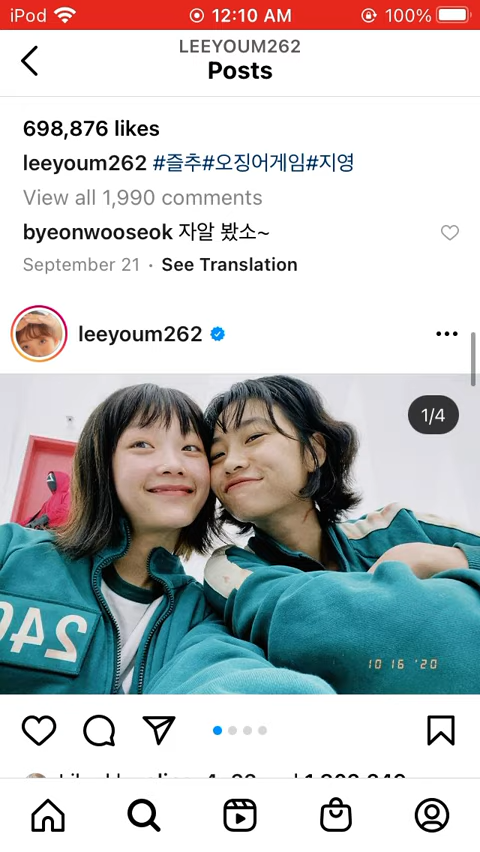 iPod 12:10 AM 100%
LEEYOUM262
Posts
698,876 likes
leeyoum262 #즐추#오징어게임#지영
View all 1,990 comments
byeonwooseok 자알 봤소~
September 21 · See Translation
leeyoum262
1/4
240
10 16 '20